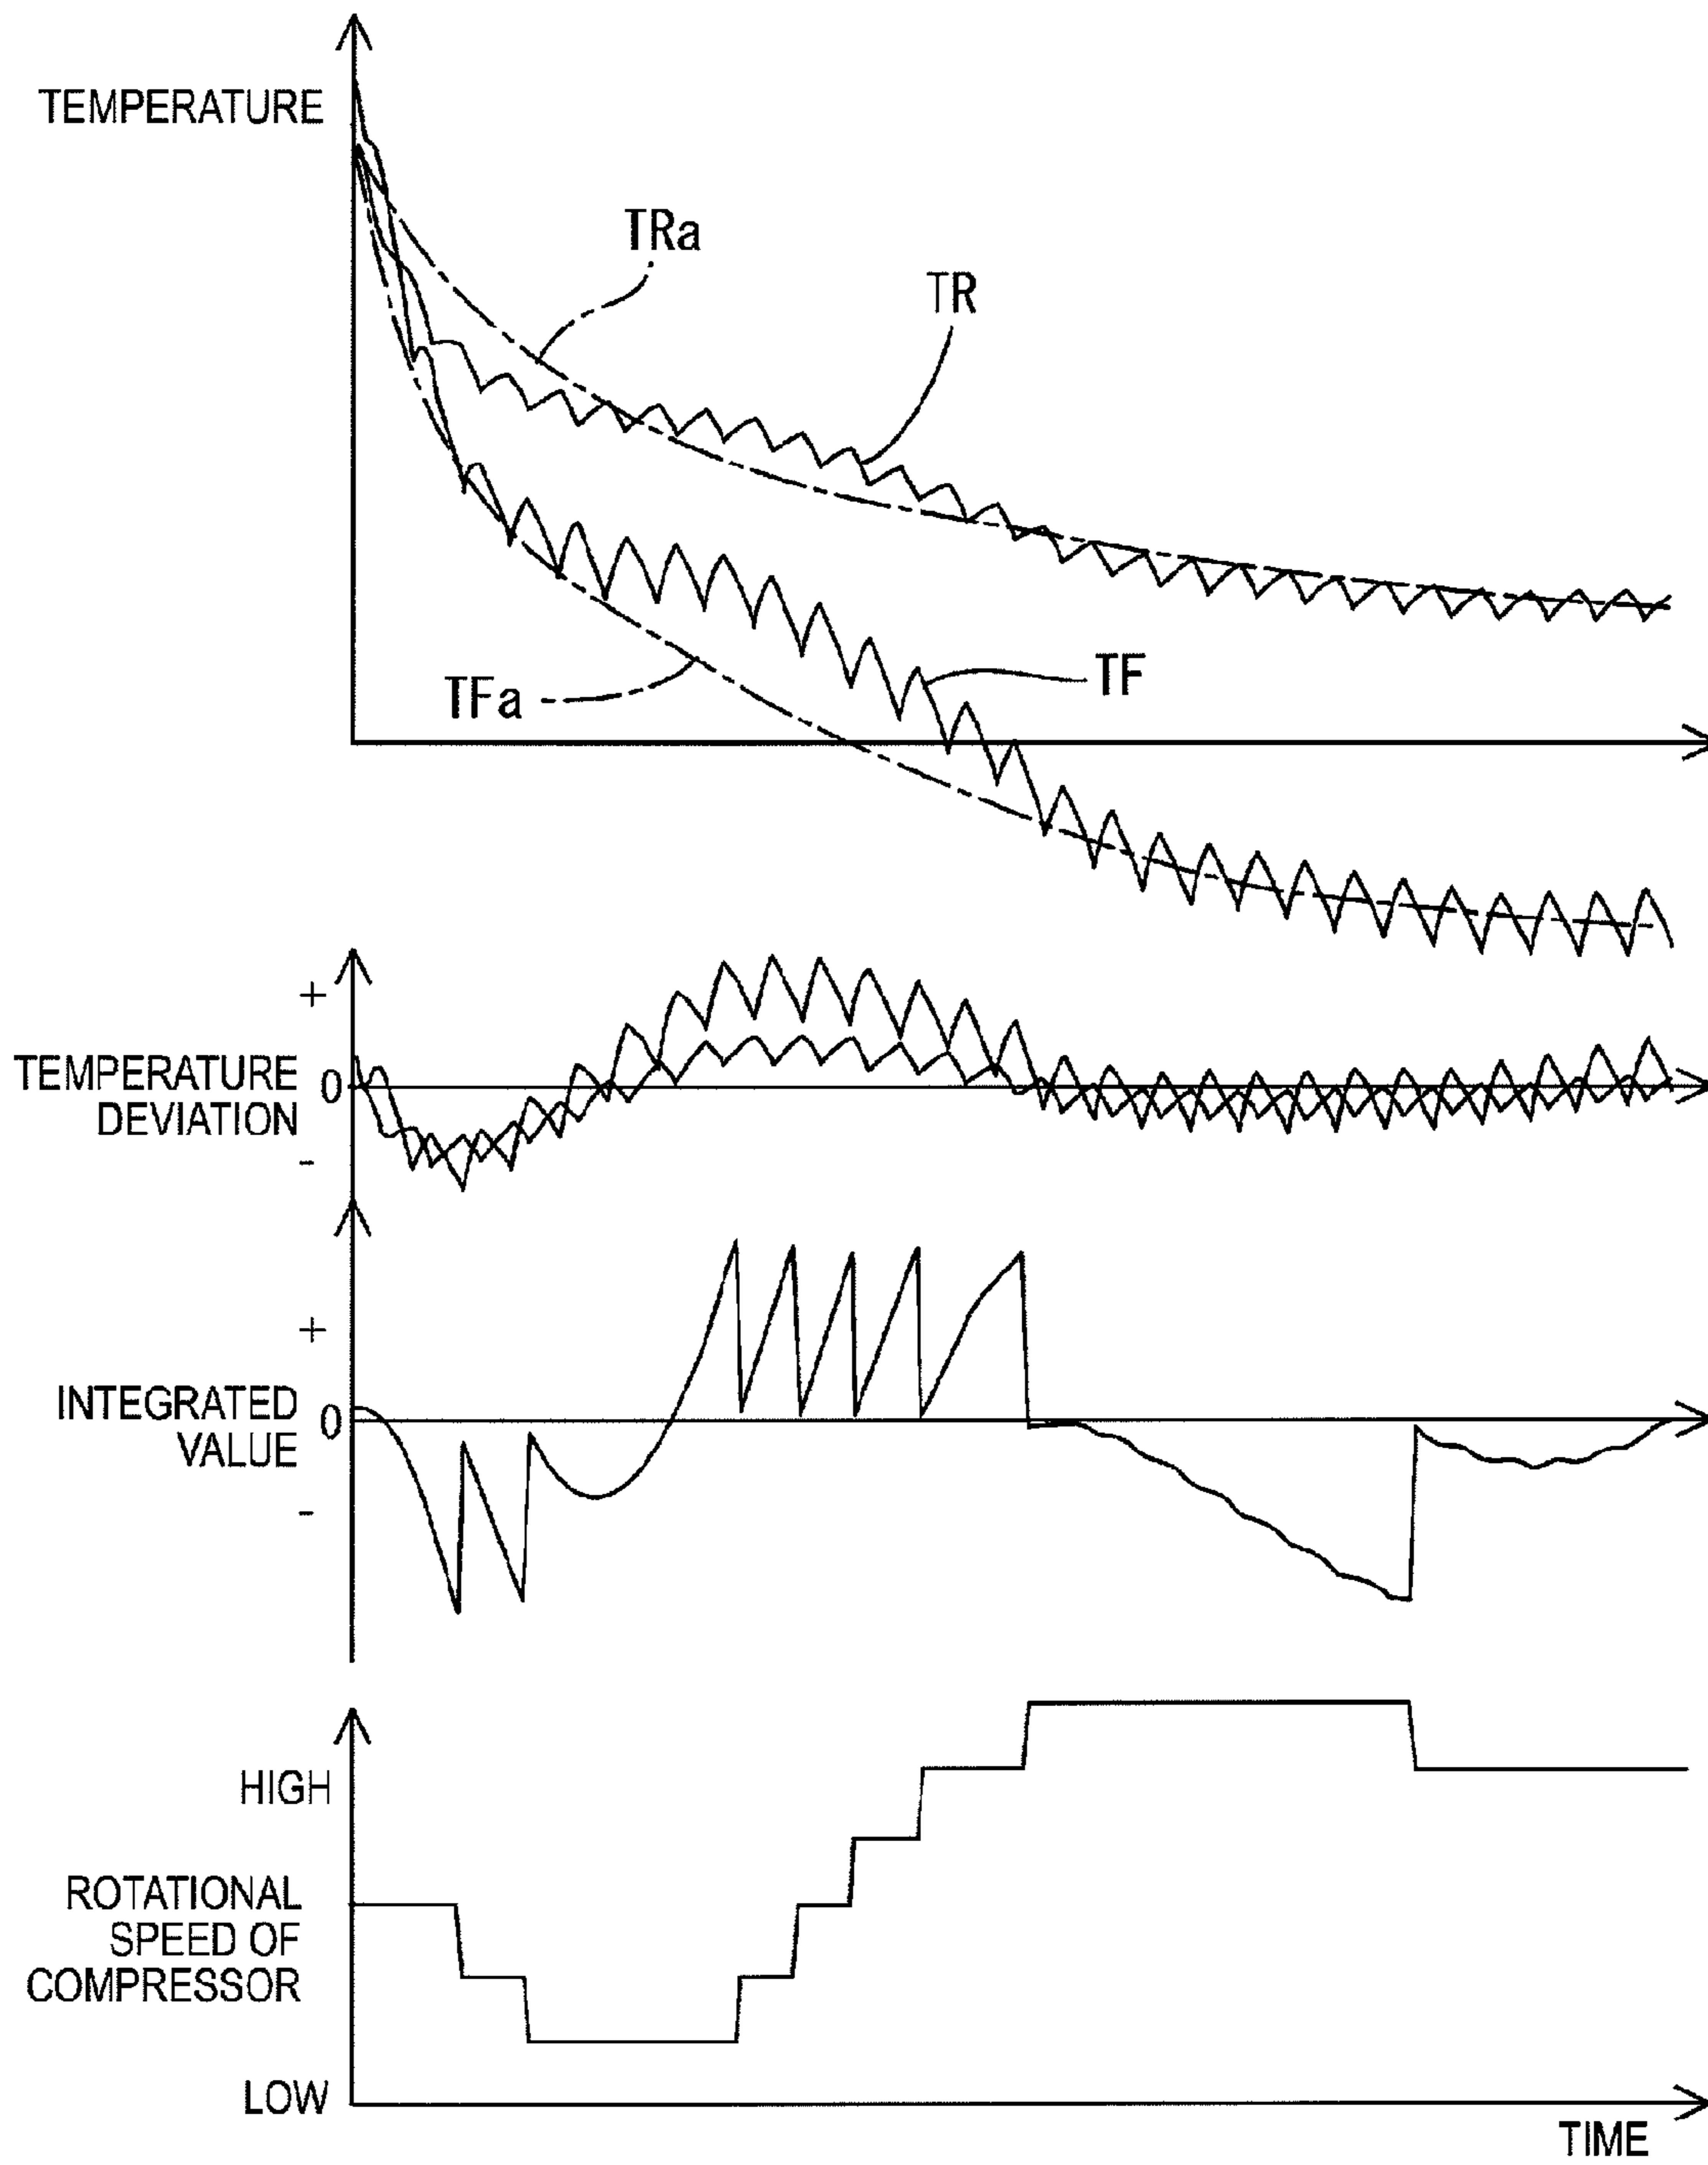 TEMPERATURE
TRa
TR
TFa
TF
+
TEMPERATURE
DEVIATION
0
-
+
INTEGRATED
VALUE
0
-
HIGH
ROTATIONAL
SPEED OF
COMPRESSOR
LOW
TIME